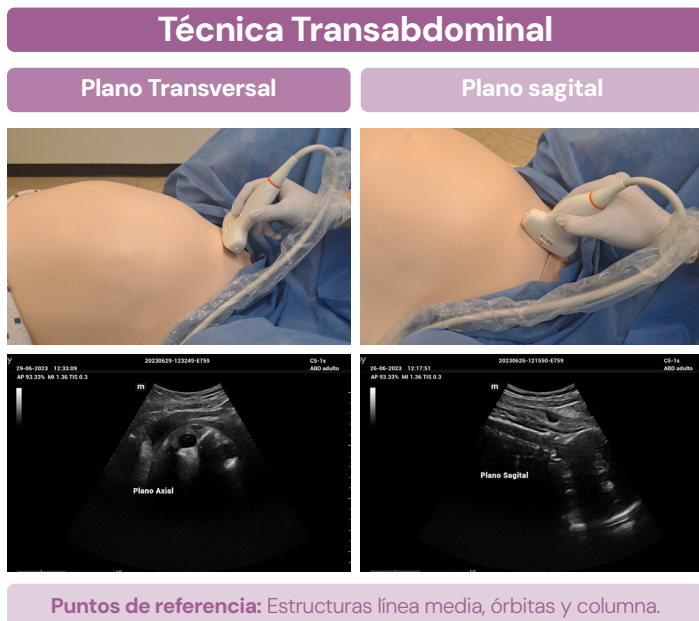 Técnica Transabdominal
Plano Transversal
Plano sagital
y
20230629-123249-E759
C5-1s
29-06-2023 12:33:09
ABD adulto
AP 93.33% MI 1.36 TIS 0.3
m
Plano Axial
y
20230626-121550-E759
C5-1s
26-06-2023 12:17:51
ABD adulto
AP 93.33% MI 1.36 TIS 0.3
m
Plano Sagital
Puntos de referencia: Estructuras línea media, órbitas y columna.